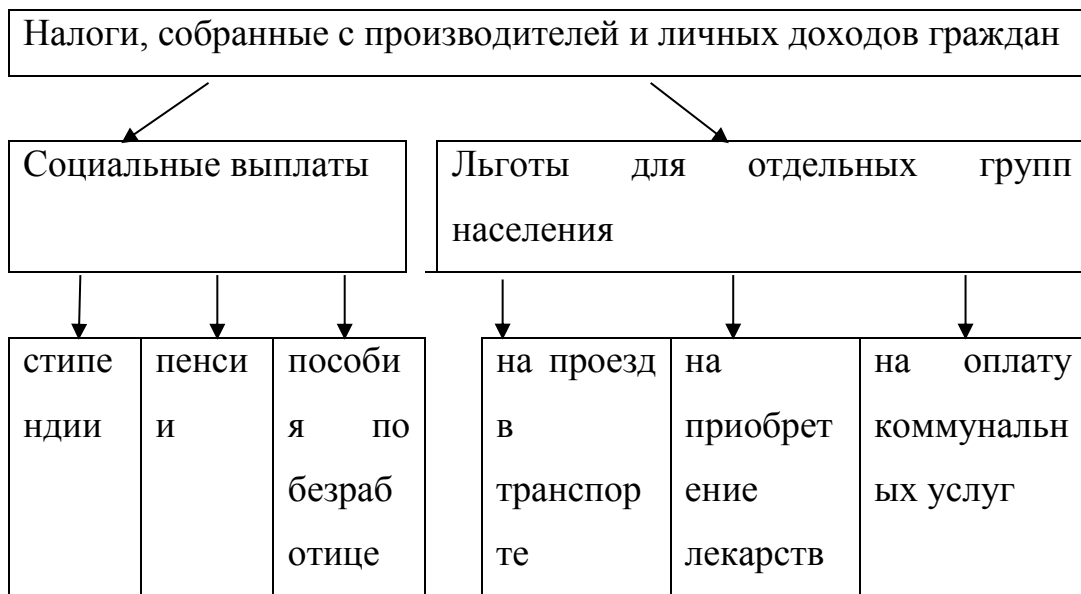 Налоги, собранные с производителей и личных доходов граждан
Социальные выплаты
Льготы для отдельных групп
населения
стипе
ндии
пенси
и
пособи
я по
безраб
отице
на проезд
в
транспор
те
на
приобрет
ение
лекарств
на оплату
коммунальн
ых услуг